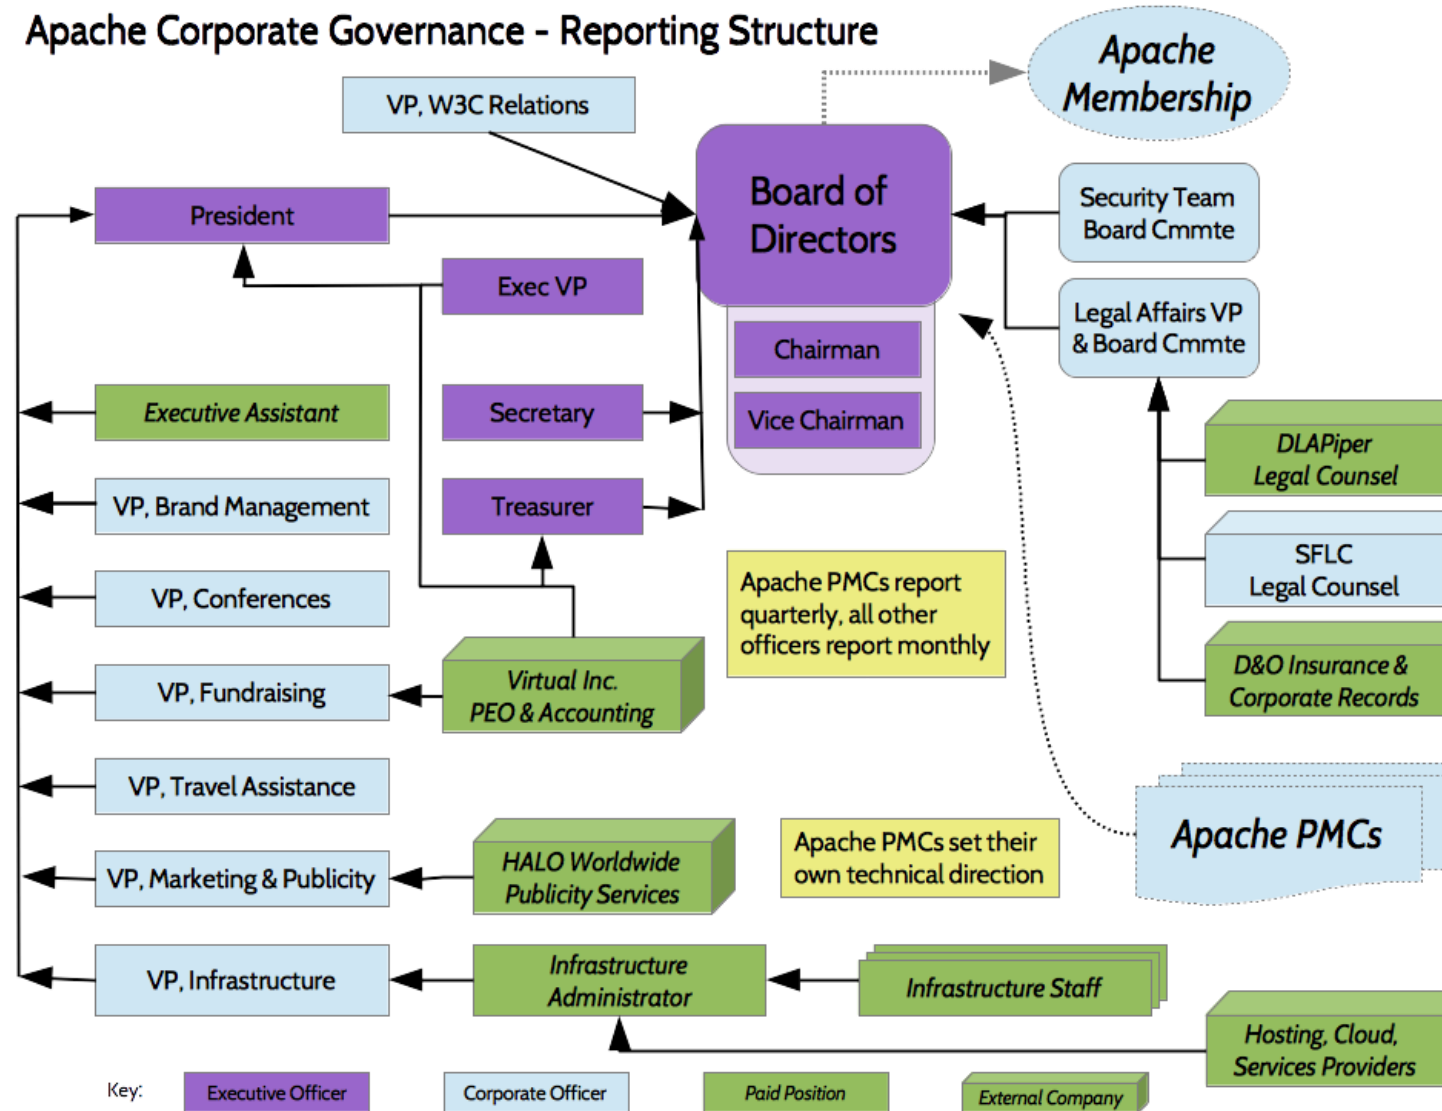 Apache Corporate Governance - Reporting Structure
Apache
Membership
VP, W3C Relations
Board of
Directors
Security Team
Board Cmmte
President
Exec VP
Legal Affairs VP
& Board Cmmte
Chairman
Executive Assistant
Secretary
Vice Chairman
DLAPiper
Legal Counsel
VP, Brand Management
Treasurer
SFLC
Legal Counsel
VP, Conferences
Apache PMCs report
quarterly, all other
officers report monthly
VP, Fundraising
Virtual Inc.
PEO & Accounting
D&O Insurance &
Corporate Records
VP, Travel Assistance
VP, Marketing & Publicity
HALO Worldwide
Publicity Services
Apache PMCs set their
own technical direction
Apache PMCs
VP, Infrastructure
Infrastructure
Administrator
Infrastructure Staff
Hosting, Cloud,
Services Providers
Key:
Executive Officer
Corporate Officer
Paid Position
External Company